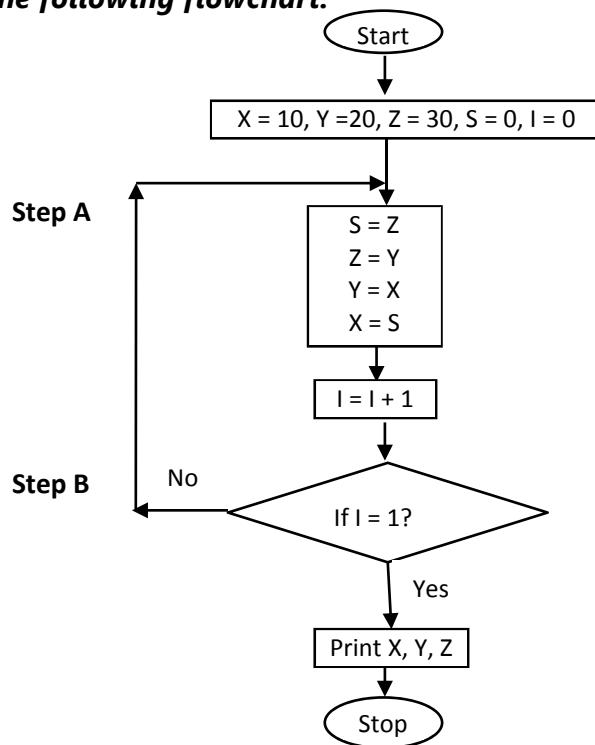 the following flowchart.
Start
X = 10, Y =20, Z = 30, S = 0, I = 0
Step A
S = Z
Z = Y
Y = X
X = S
I = I + 1
Step B
No
If I = 1?
Yes
Print X, Y, Z
Stop